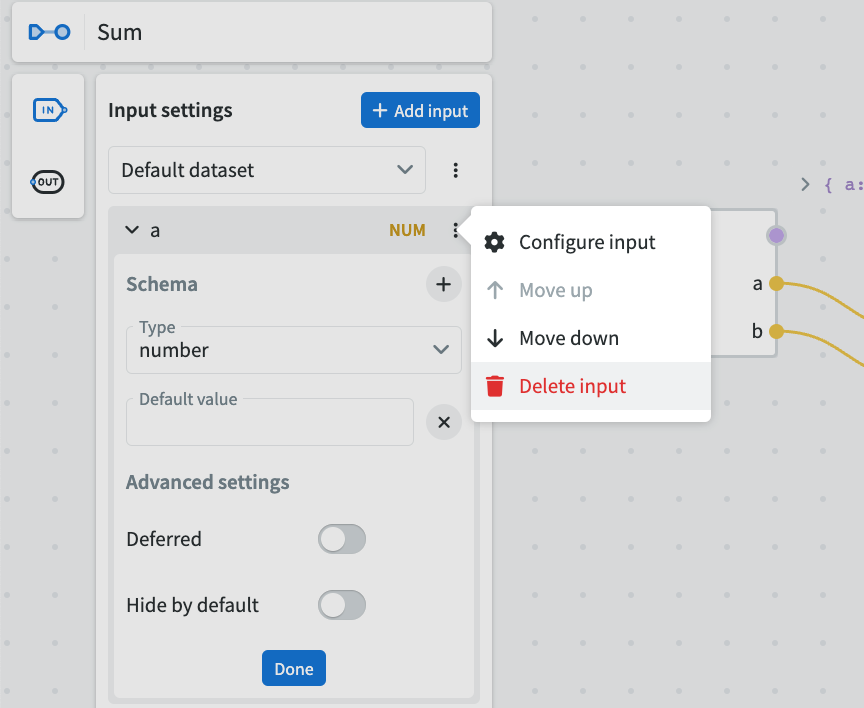 Sum
IN
OUT
Input settings
+ Add input
Default dataset
a NUM
Schema
Type
number
Default value
Advanced settings
Deferred
Hide by default
Done
Configure input
Move up
Move down
Delete input
{ a:
a
b